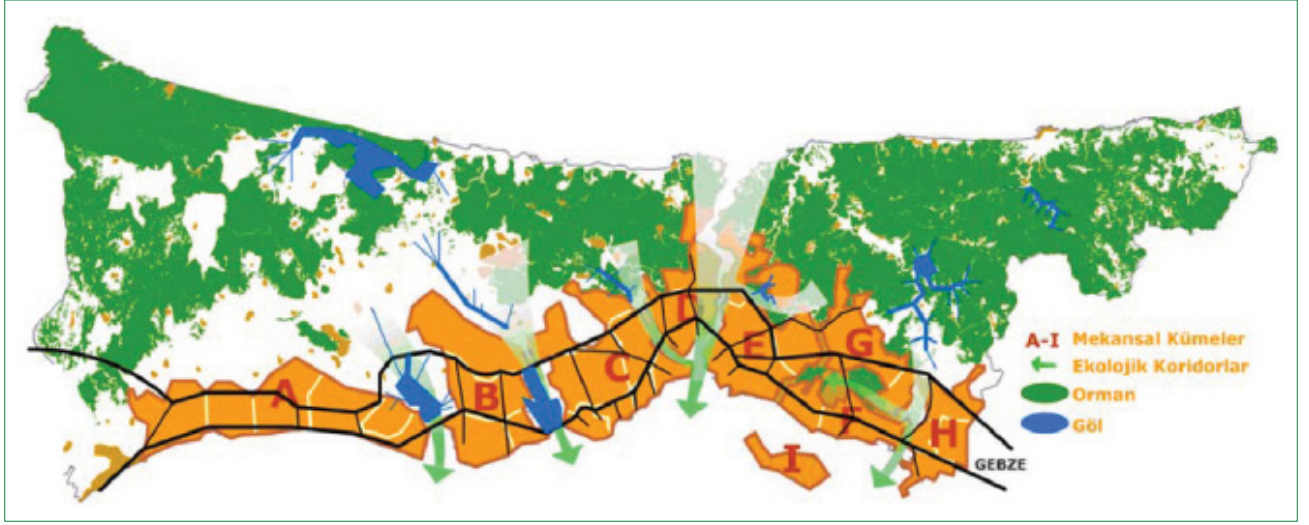 A
B
C
D
E
F
G
H
I
GEBZE
A-I Mekansal Kümeler
Ekolojik Koridorlar
Orman
Göl